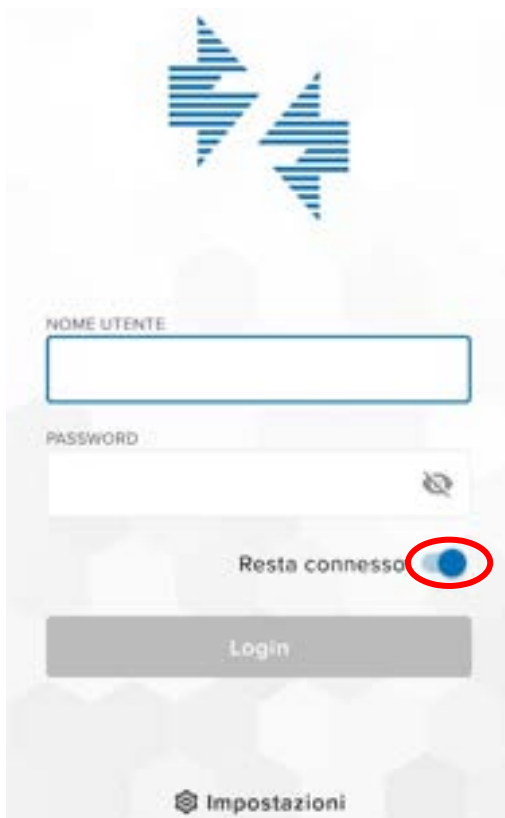 NOME UTENTE
PASSWORD
Resta connesso
Login
Impostazioni